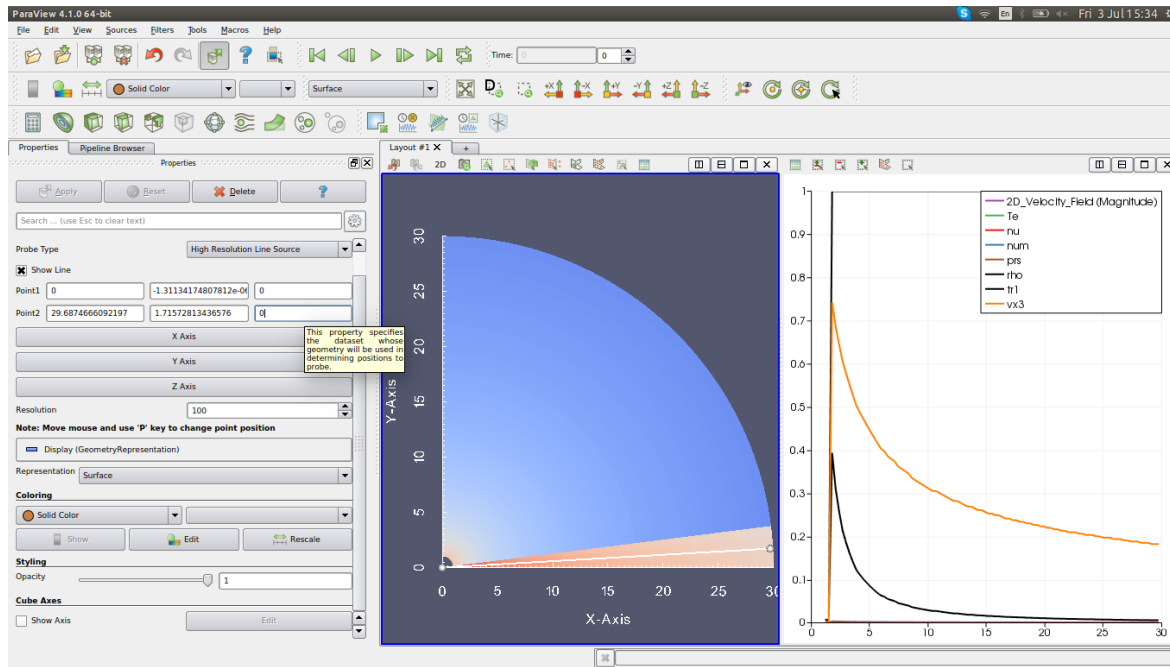 ParaView 4.1.0 64-bit
En
Fri 3 Jul 15:34
File Edit View Sources Filters Tools Macros Help
Time: 0 0
Solid Color Surface
D +X -X +Y -Y +Z -Z C
Properties Pipeline Browser
Properties
Apply Reset Delete ?
Search ... (use Esc to clear text)
Probe Type High Resolution Line Source
Show Line
Point1 0 -1.31134174807812e-06 0
Point2 29.6874666092197 1.71572813436576 0
X Axis
Y Axis
Z Axis
This property specifies
the dataset whose
geometry will be used in
determining positions to
probe.
Resolution 100
Note: Move mouse and use 'P' key to change point position
Display (GeometryRepresentation)
Representation Surface
Coloring
Solid Color
Show Edit Rescale
Styling
Opacity 1
Cube Axes
Show Axis Edit
Layout #1 X +
2D
30
25
20
15
10
5
0
Y-Axis
0 5 10 15 20 25 30
X-Axis
1
0.9
0.8
0.7
0.6
0.5
0.4
0.3
0.2
0.1
0
0 5 10 15 20 25 30
2D_Velocity_Field (Magnitude)
Te
nu
num
prs
rho
tr1
vx3